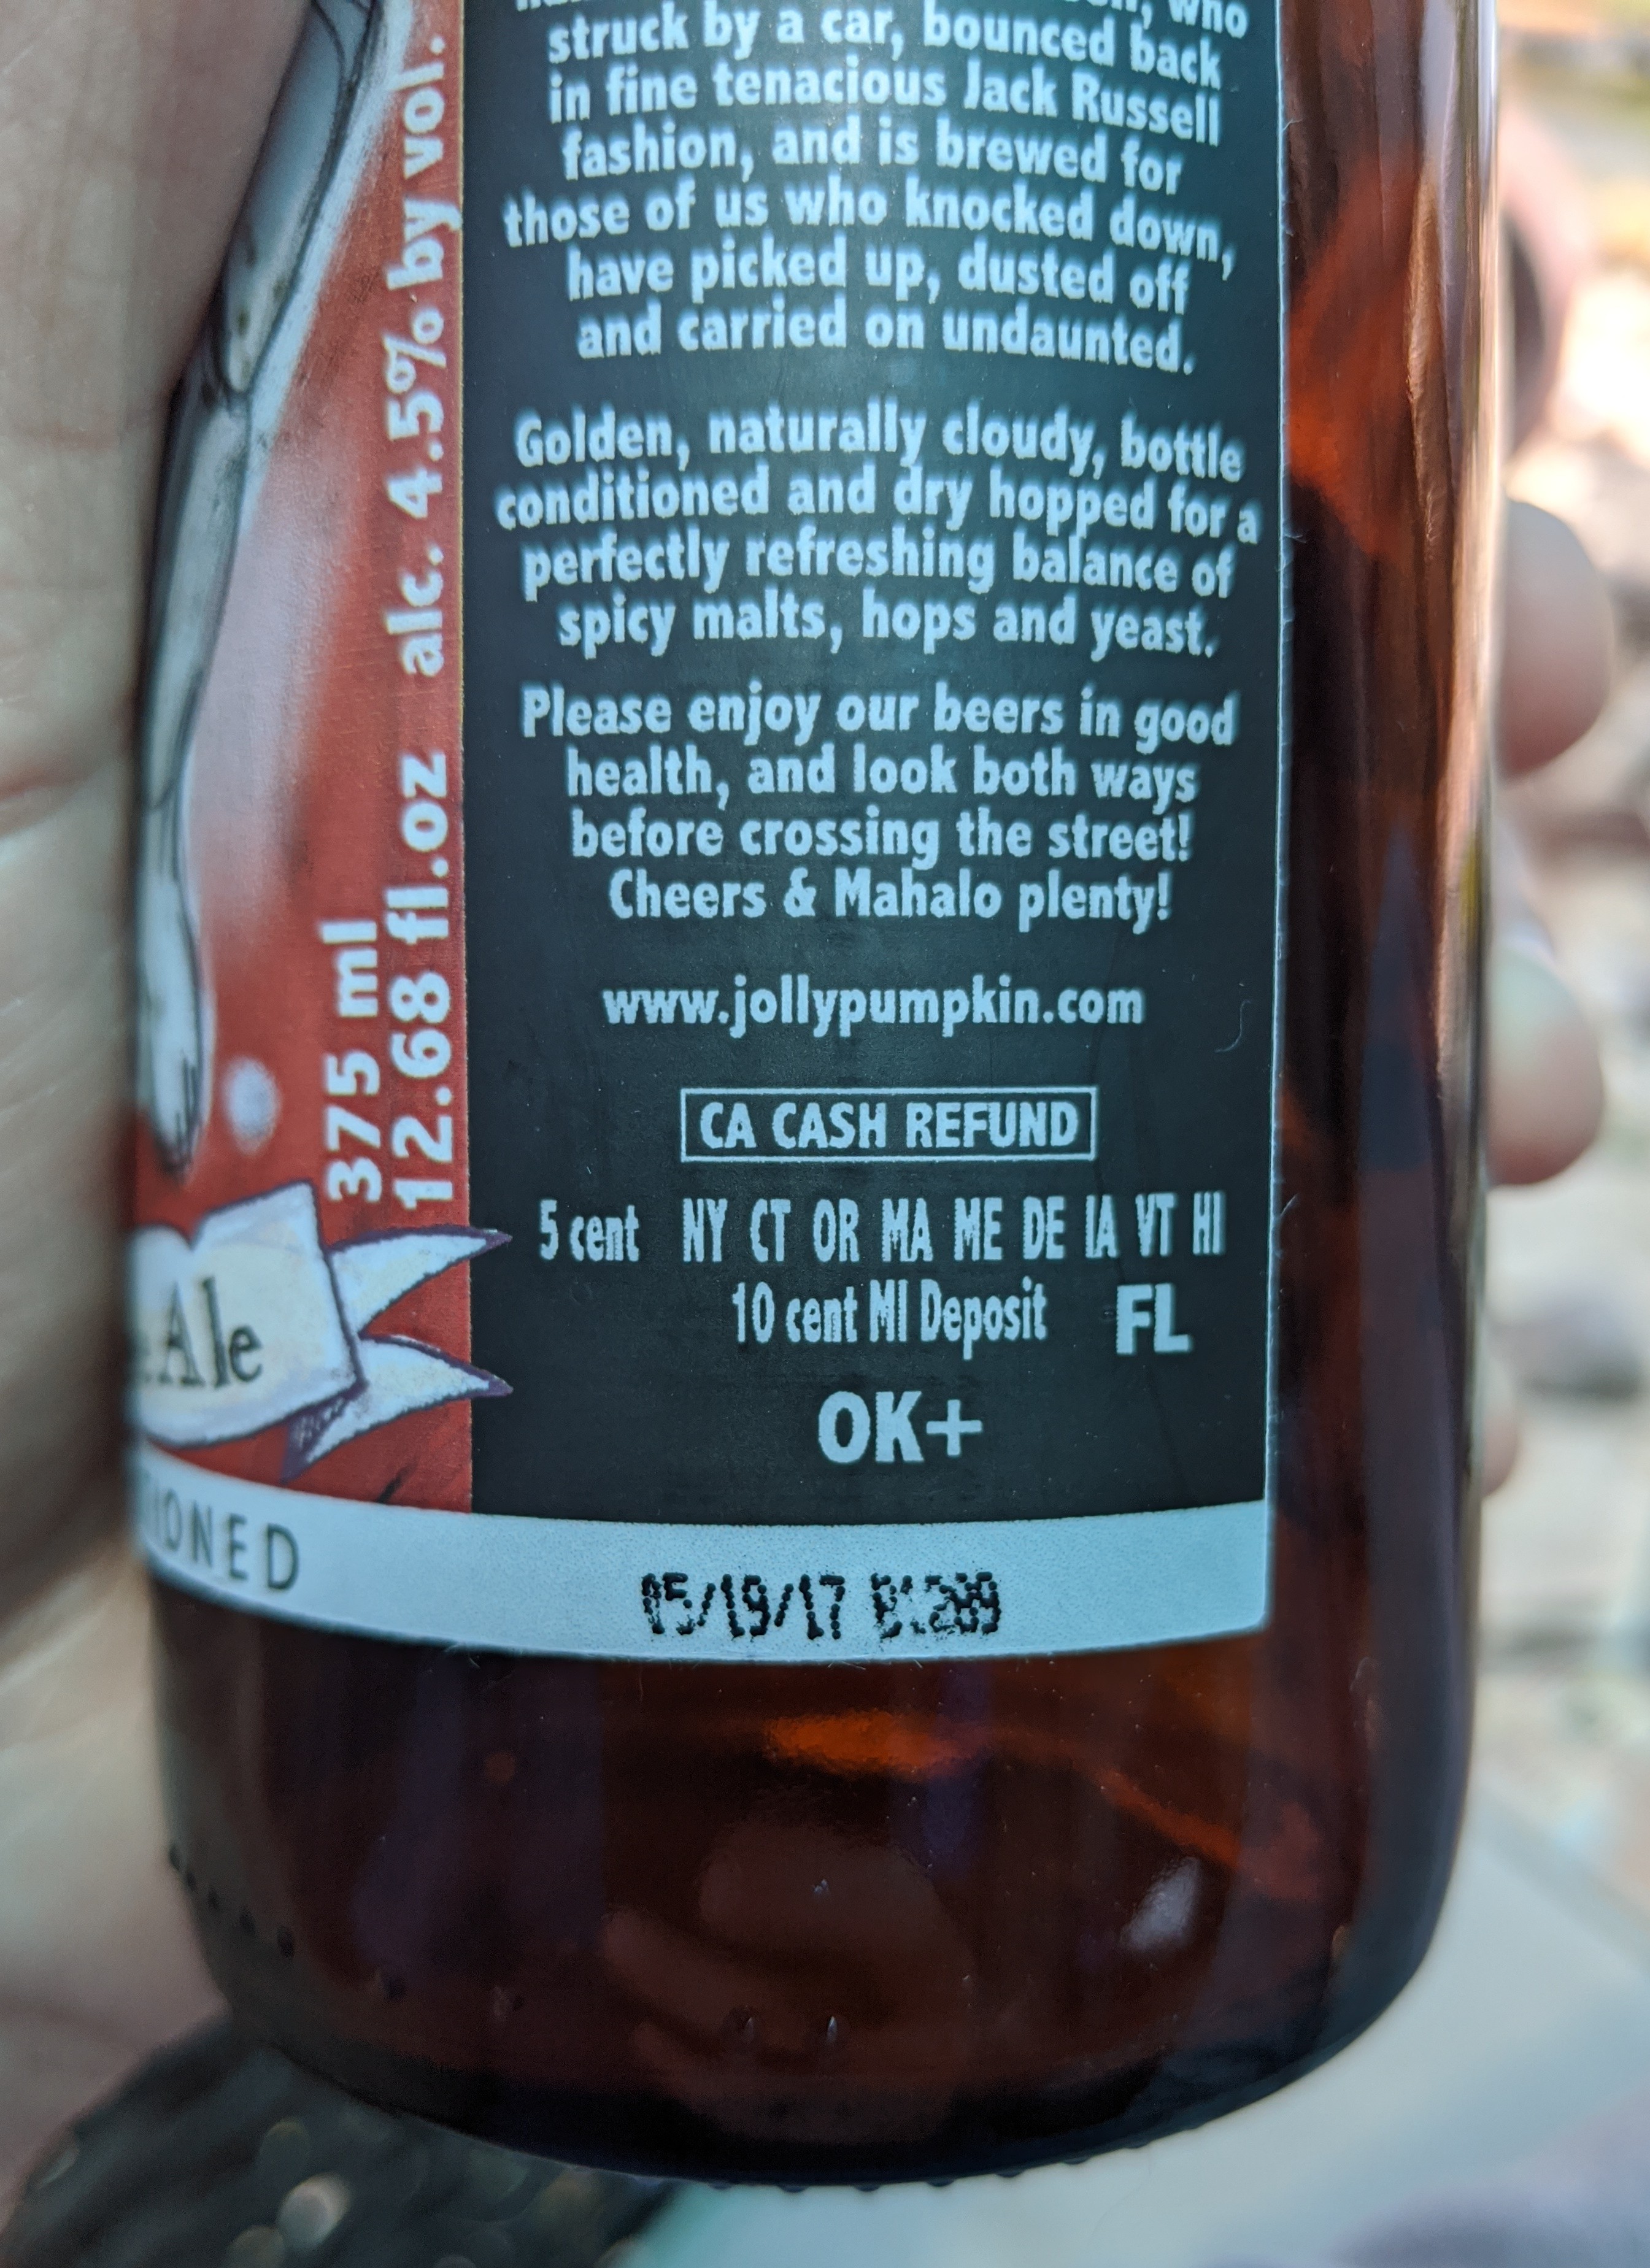 who
struck by a car, bounced back
in fine tenacious Jack Russell
fashion, and is brewed for
those of us who knocked down,
have picked up, dusted off
and carried on undaunted.
Golden, naturally cloudy, bottle
conditioned and dry hopped for a
perfectly refreshing balance of
spicy malts, hops and yeast.
Please enjoy our beers in good
health, and look both ways
before crossing the street!
Cheers & Mahalo plenty!
www.jollypumpkin.com
CA CASH REFUND
5 cent NY CT OR MA ME DE IA VT HI
10 cent MI Deposit FL
OK+
05/19/17
375 ml
12.68 fl.oz alc. 4.5% by vol.
Ale